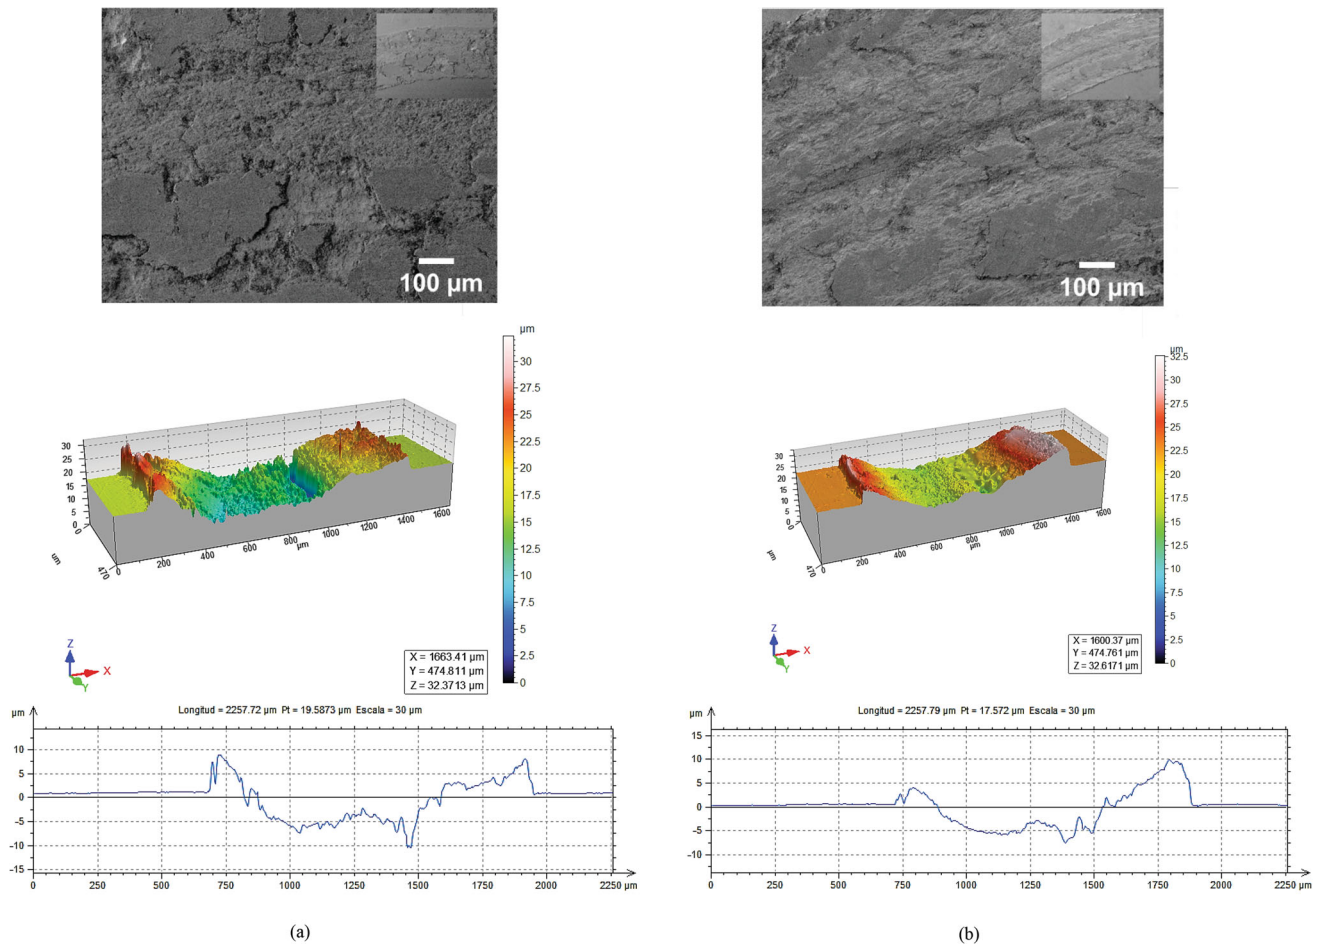 100 µm
100 µm
µm
30
27.5
25
22.5
20
17.5
15
12.5
10
7.5
5
2.5
0
30
25
20
15
10
5
0
um
470
0
200
400
600
800
µm
1000
1200
1400
1600
Z
X
Y
X = 1663.41 µm
Y = 474.811 µm
Z = 32.3713 µm
µm
32.5
30
27.5
25
22.5
20
17.5
15
12.5
10
7.5
5
2.5
0
30
25
20
15
10
5
0
µm
470
0
200
400
600
800
µm
1000
1200
1400
1600
Z
X
Y
X = 1600.37 µm
Y = 474.761 µm
Z = 32.6171 µm
µm
Longitud = 2257.72 µm Pt = 19.5873 µm Escala = 30 µm
10
5
0
-5
-10
-15
0 250 500 750 1000 1250 1500 1750 2000 2250 µm
µm
Longitud = 2257.79 µm Pt = 17.572 µm Escala = 30 µm
15
10
5
0
-5
-10
0 250 500 750 1000 1250 1500 1750 2000 2250 µm
(a)
(b)